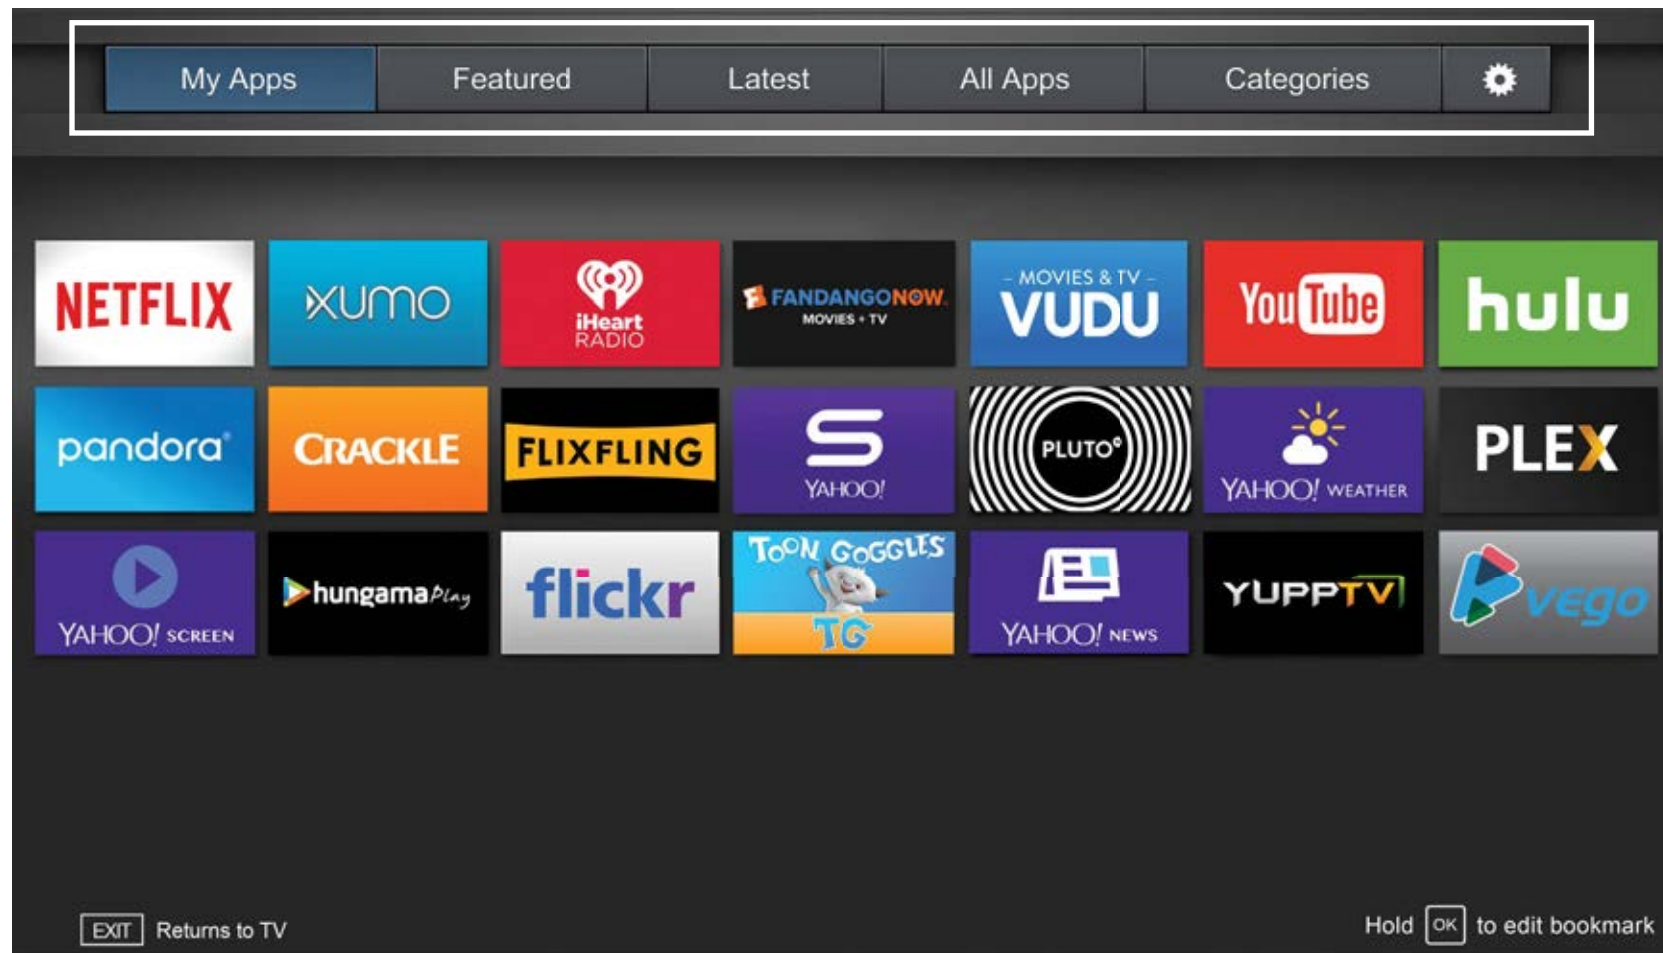 My Apps Featured Latest All Apps Categories
NETFLIX
XUMO
iHeart
RADIO
FANDANGONOW
MOVIES + TV
- MOVIES & TV -
VUDU
YouTube
hulu
pandora®
CRACKLE
FLIXFLING
S
YAHOO!
PLUTO
YAHOO! WEATHER
PLEX
YAHOO! SCREEN
hungama Play
flickr
TOON GOGGLES
TG
YAHOO! NEWS
YUPPTV
vego
EXIT Returns to TV
Hold OK to edit bookmark